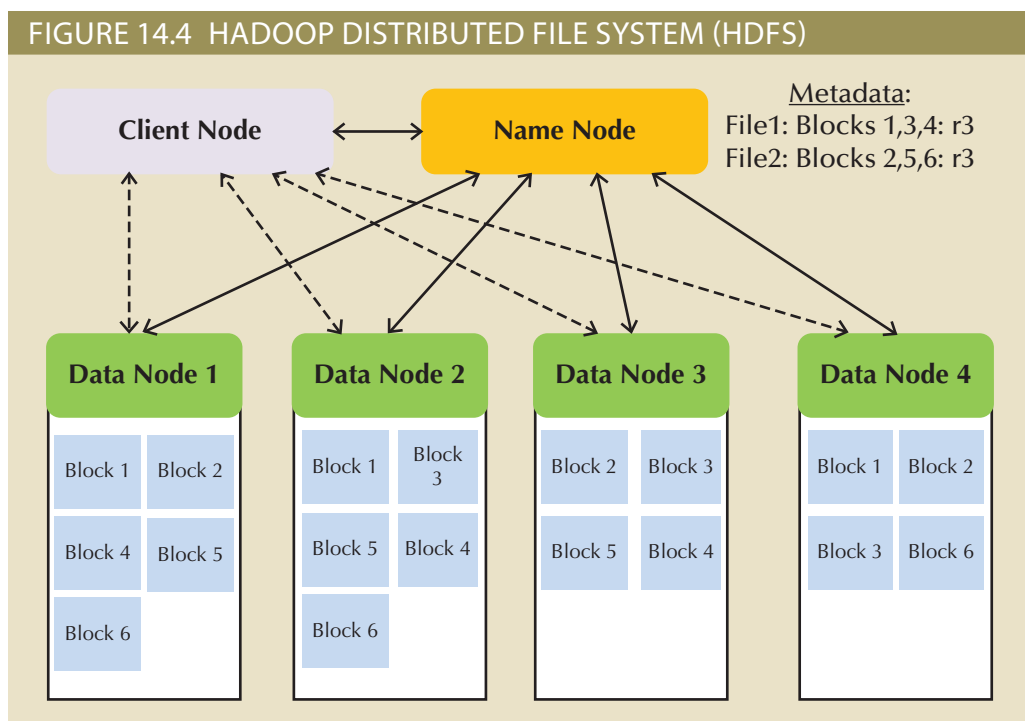 FIGURE 14.4 HADOOP DISTRIBUTED FILE SYSTEM (HDFS)
Client Node
Name Node
Metadata:
File1: Blocks 1,3,4: r3
File2: Blocks 2,5,6: r3
Data Node 1
Block 1
Block 2
Block 4
Block 5
Block 6
Data Node 2
Block 1
Block
3
Block 5
Block 4
Block 6
Data Node 3
Block 2
Block 3
Block 5
Block 4
Data Node 4
Block 1
Block 2
Block 3
Block 6